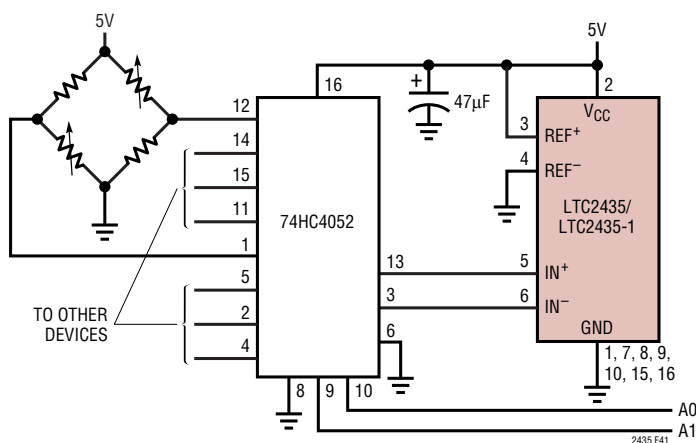 5V
5V
16
+
47µF
2
12
VCC
14
3
REF+
15
4
REF−
11
74HC4052
LTC2435/
LTC2435-1
1
13
5
IN+
5
3
6
IN−
2
TO OTHER
DEVICES
6
GND
4
1, 7, 8, 9,
10, 15, 16
8
9
10
A0
A1
2435 F41